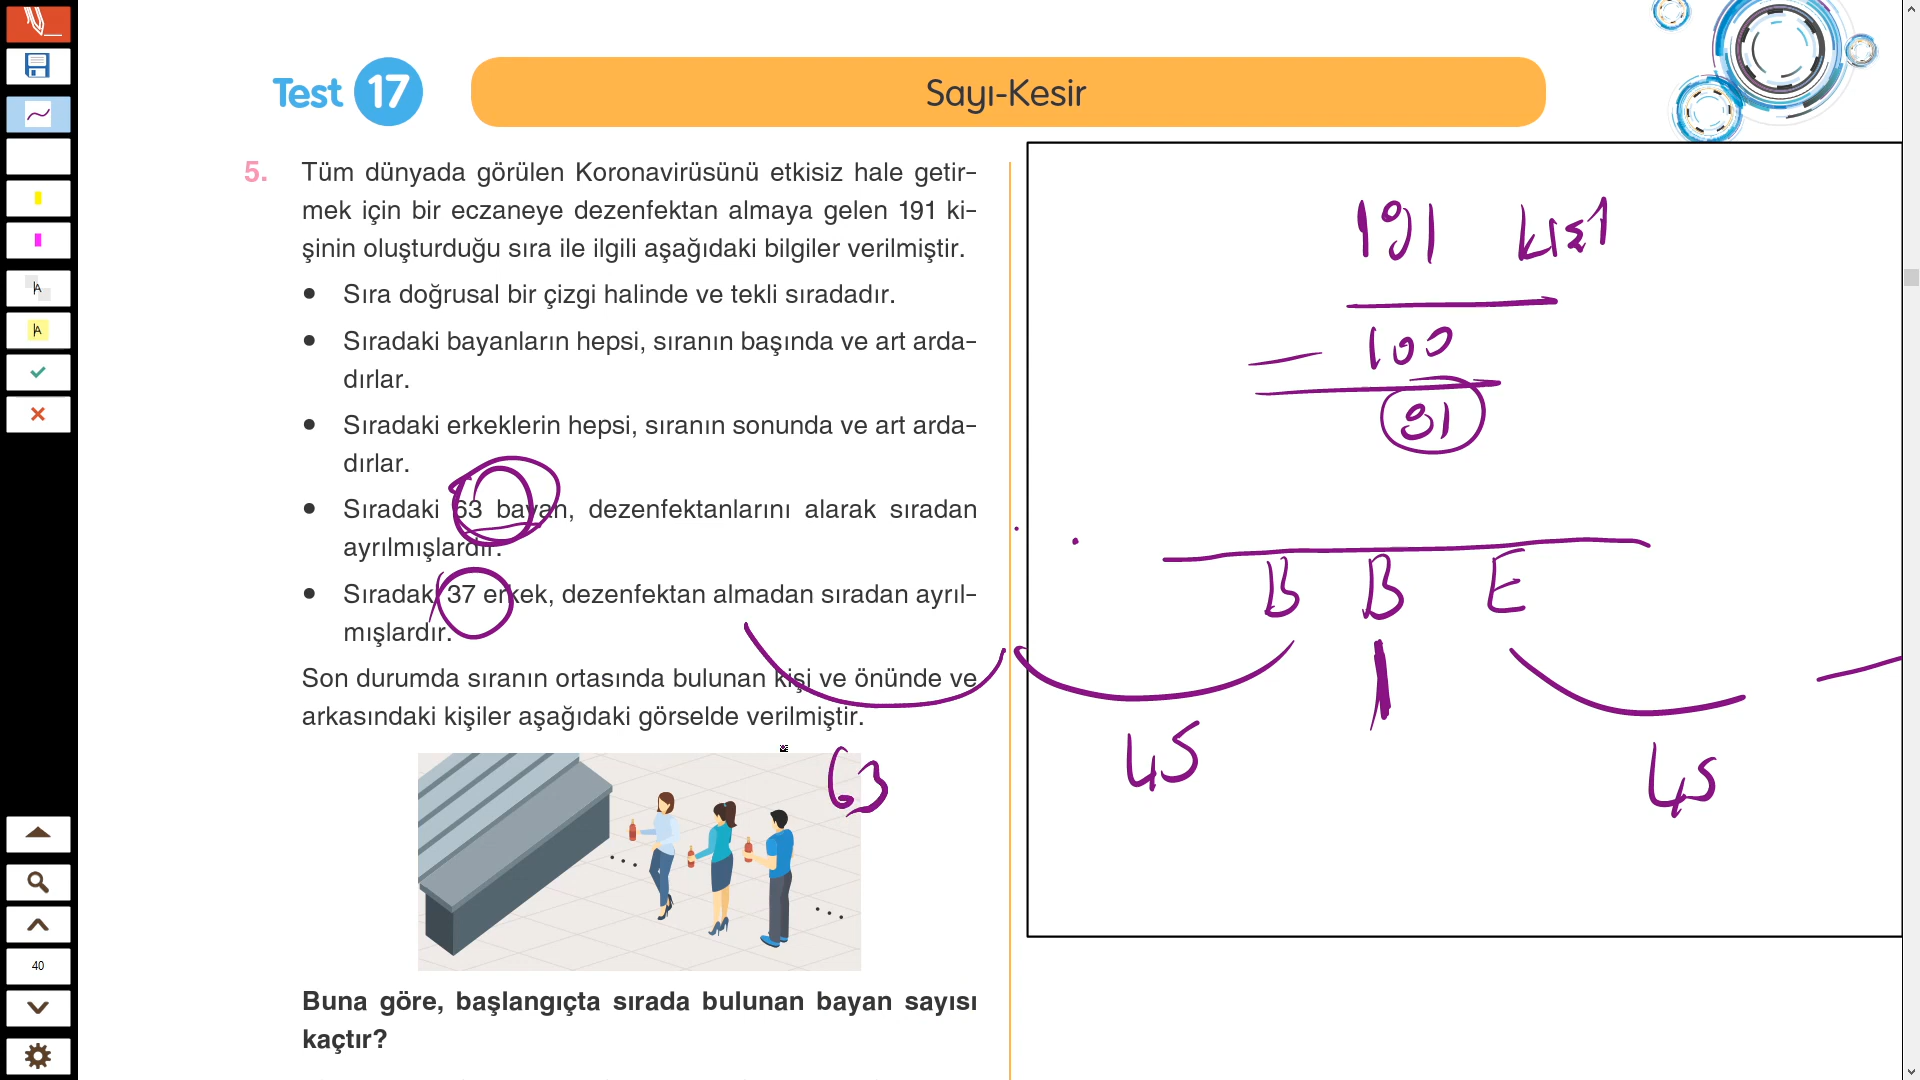 Test 17
Sayı-Kesir
5. Tüm dünyada görülen Koronavirüsünü etkisiz hale getir-
mek için bir eczaneye dezenfektan almaya gelen 191 ki-
şinin oluşturduğu sıra ile ilgili aşağıdaki bilgiler verilmiştir.
• Sıra doğrusal bir çizgi halinde ve tekli sıradadır.
• Sıradaki bayanların hepsi, sıranın başında ve art arda-
dırlar.
• Sıradaki erkeklerin hepsi, sıranın sonunda ve art arda-
dırlar.
• Sıradaki 63 bayan, dezenfektanlarını alarak sıradan
ayrılmışlardır.
• Sıradaki 37 erkek, dezenfektan almadan sıradan ayrıl-
mışlardır.
Son durumda sıranın ortasında bulunan kişi ve önünde ve
arkasındaki kişiler aşağıdaki görselde verilmiştir.
63
Buna göre, başlangıçta sırada bulunan bayan sayısı
kaçtır?
191 kişi
- 100
91
B B E
45 1 45
A
A
40